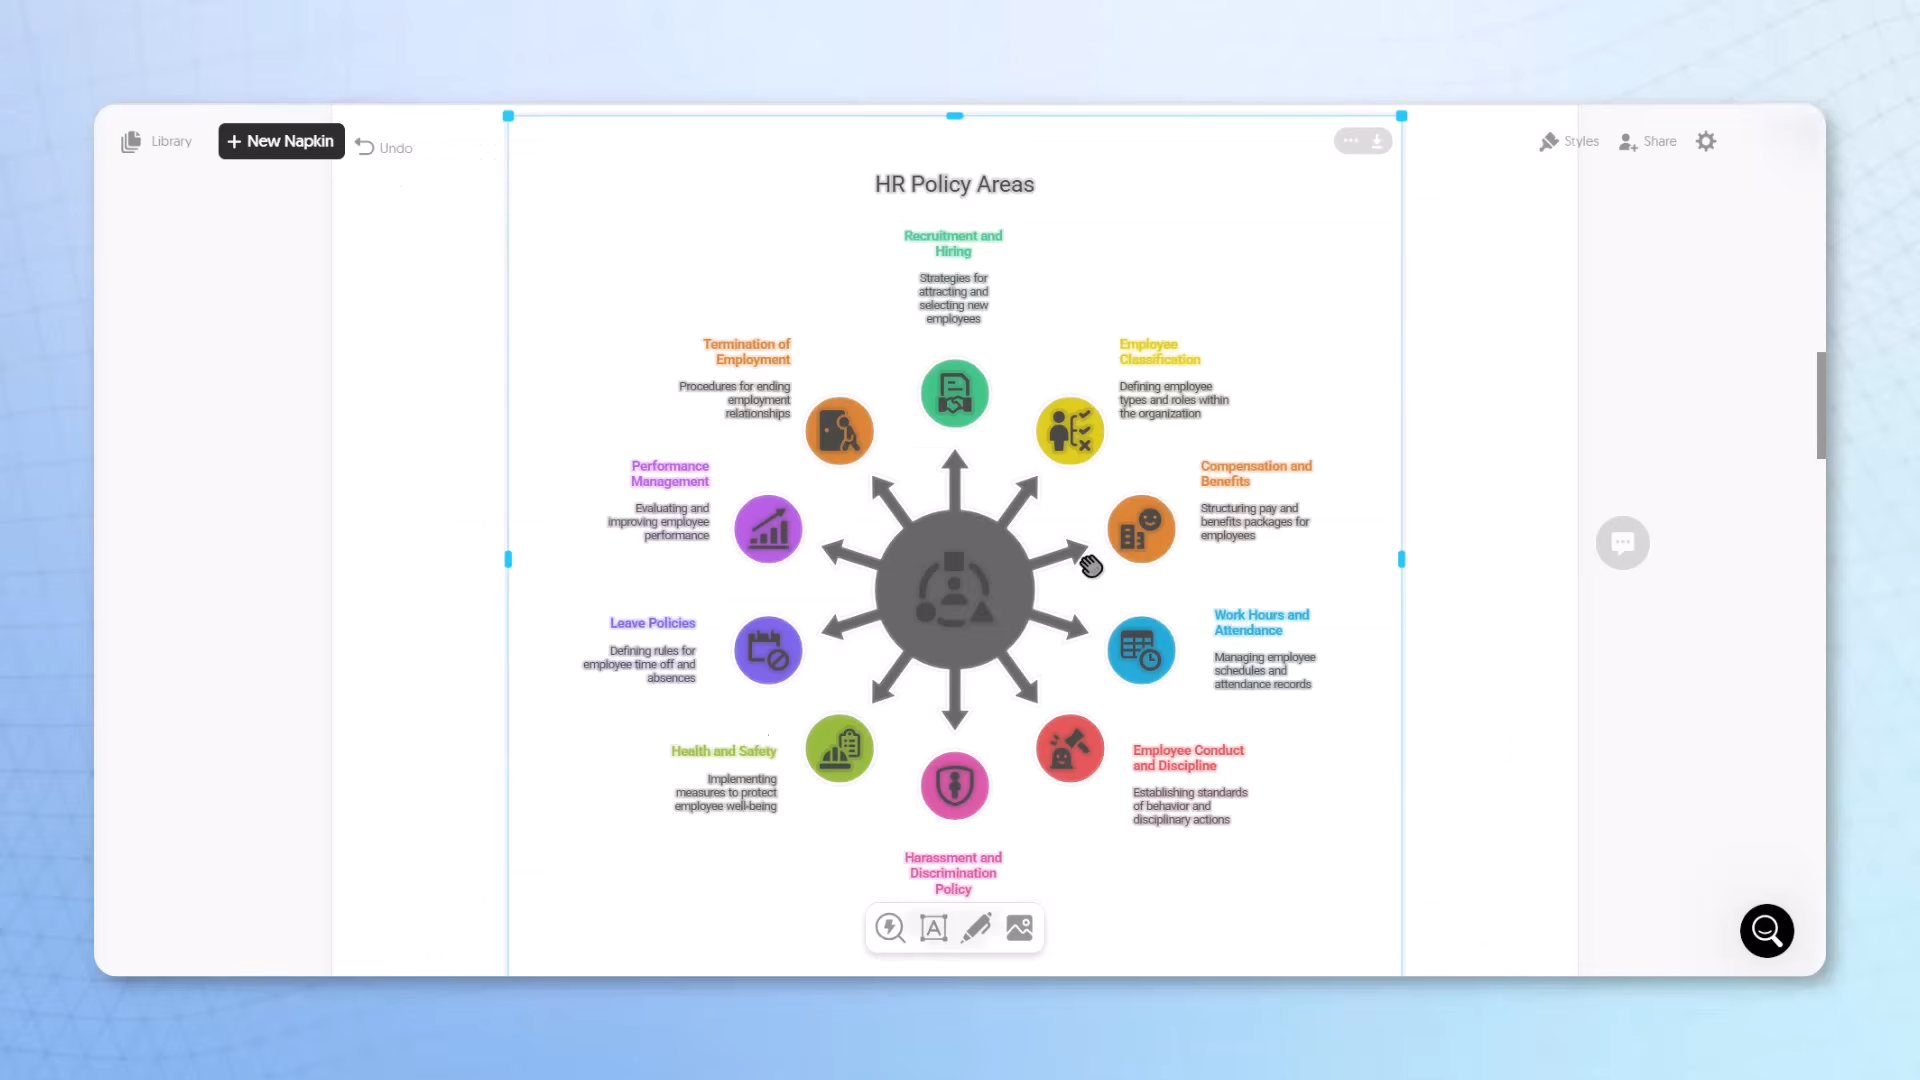 Library
+ New Napkin
Undo
Styles
Share
HR Policy Areas
Recruitment and
Hiring
Strategies for
attracting and
selecting new
employees
Termination of
Employment
Procedures for ending
employment
relationships
Employee
Classification
Defining employee
types and roles within
the organization
Performance
Management
Evaluating and
improving employee
performance
Compensation and
Benefits
Structuring pay and
benefits packages for
employees
Leave Policies
Defining rules for
employee time off and
absences
Work Hours and
Attendance
Managing employee
schedules and
attendance records
Health and Safety
Implementing
measures to protect
employee well-being
Employee Conduct
and Discipline
Establishing standards
of behavior and
disciplinary actions
Harassment and
Discrimination
Policy
A